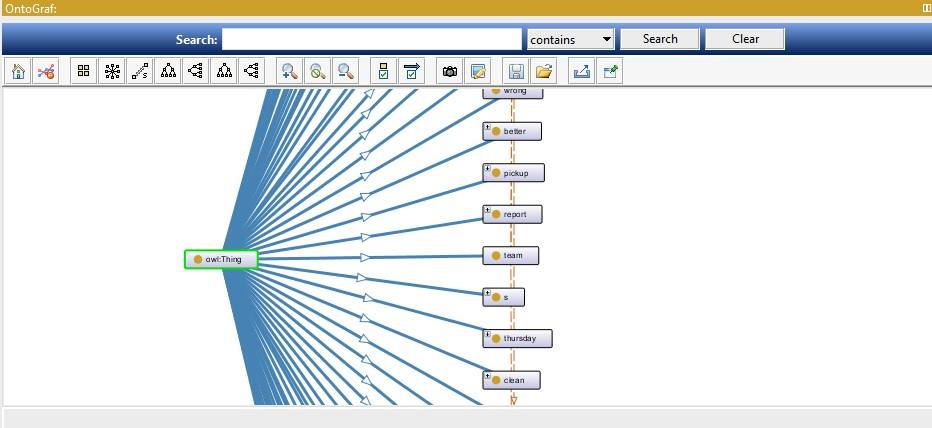 OntoGraf:
Search:
contains
Search
Clear
wrong
better
pickup
report
owl:Thing
team
s
thursday
clean